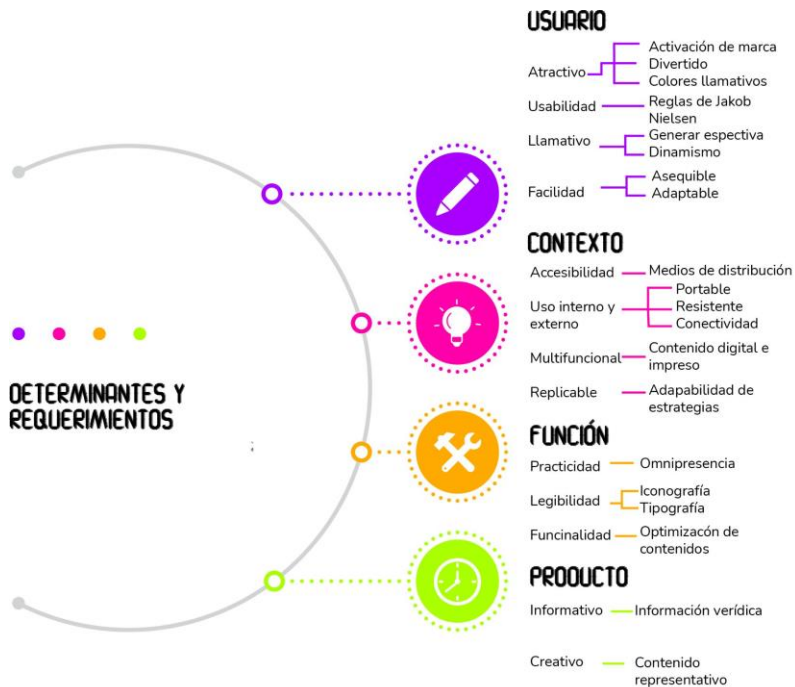 USUARIO
Atractivo
Activación de marca
Divertido
Colores llamativos
Usabilidad
Reglas de Jakob
Nielsen
Llamativo
Generar espectiva
Dinamismo
Facilidad
Asequible
Adaptable
CONTEXTO
Accesibilidad
Medios de distribución
Uso interno y
externo
Portable
Resistente
Conectividad
Multifuncional
Contenido digital e
impreso
Replicable
Adapabilidad de
estrategias
DETERMINANTES Y
REQUERIMIENTOS
;
FUNCIÓN
Practicidad
Omnipresencia
Legibilidad
Iconografía
Tipografía
Funcinalidad
Optimizacón de
contenidos
PRODUCTO
Informativo
Información verídica
Creativo
Contenido
representativo